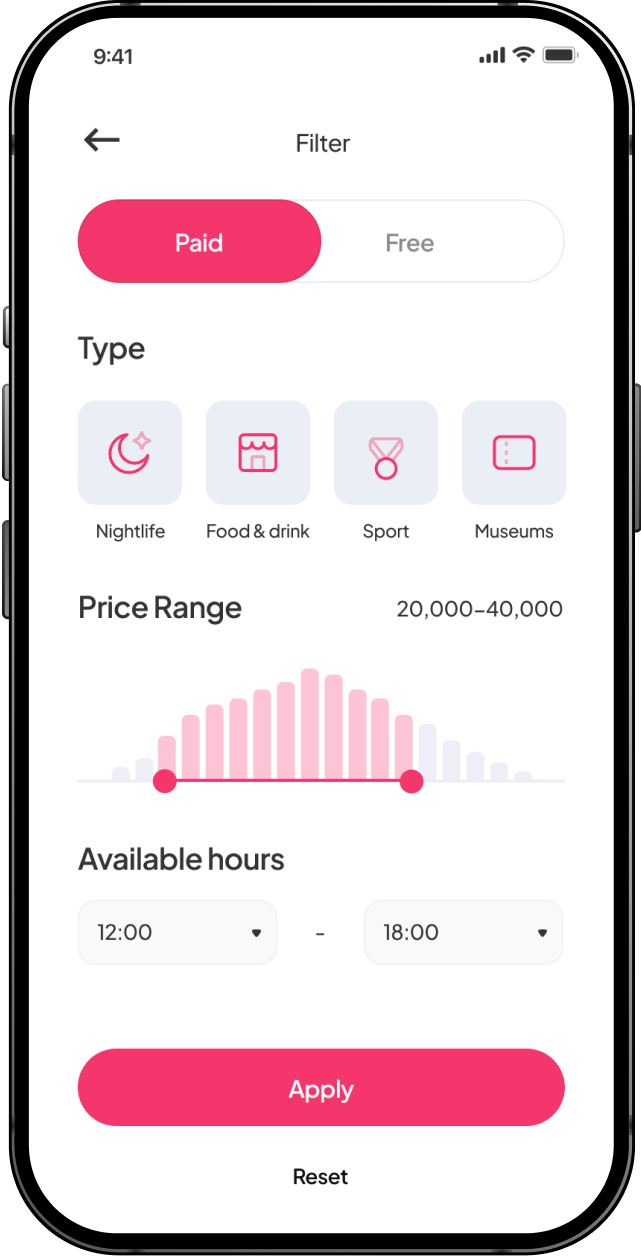 9:41
Filter
Paid Free
Type
Nightlife Food & drink Sport Museums
Price Range 20,000–40,000
Available hours
12:00 - 18:00
Apply
Reset